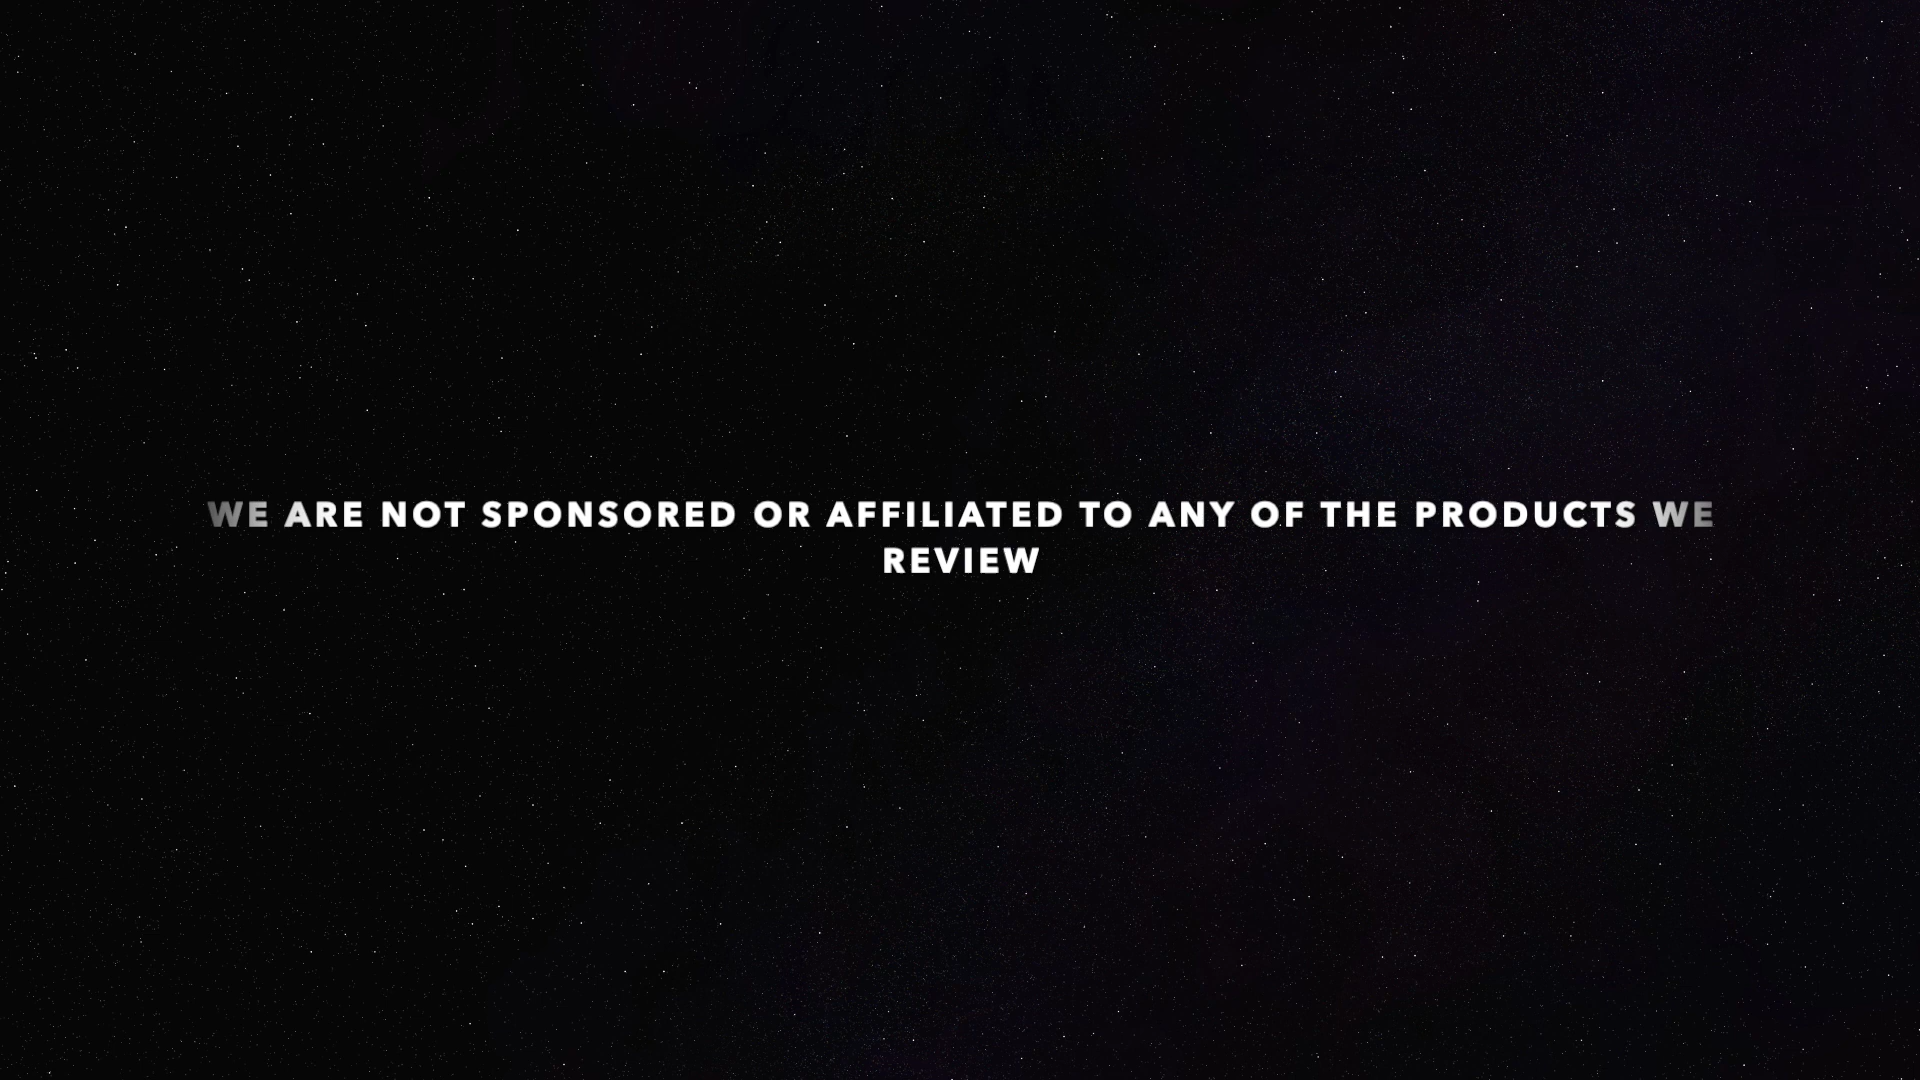 WE ARE NOT SPONSORED OR AFFILIATED TO ANY OF THE PRODUCTS WE
REVIEW